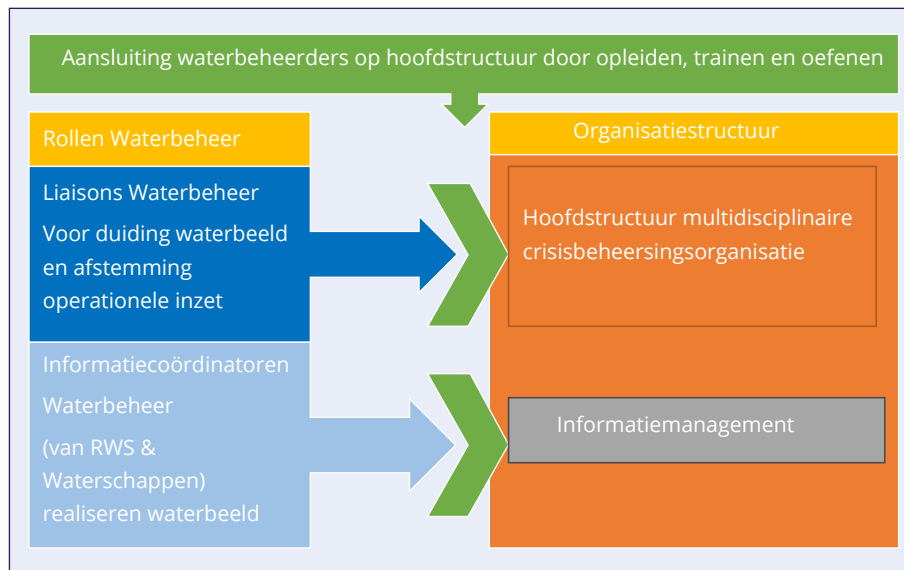 Aansluiting waterbeheerders op hoofdstructuur door opleiden, trainen en oefenen
Rollen Waterbeheer
Liaisons Waterbeheer
Voor duiding waterbeeld
en afstemming
operationele inzet
Informatiecoördinatoren
Waterbeheer
(van RWS &
Waterschappen)
realiseren waterbeeld
Organisatiestructuur
Hoofdstructuur multidisciplinaire
crisisbeheersingsorganisatie
Informatiemanagement